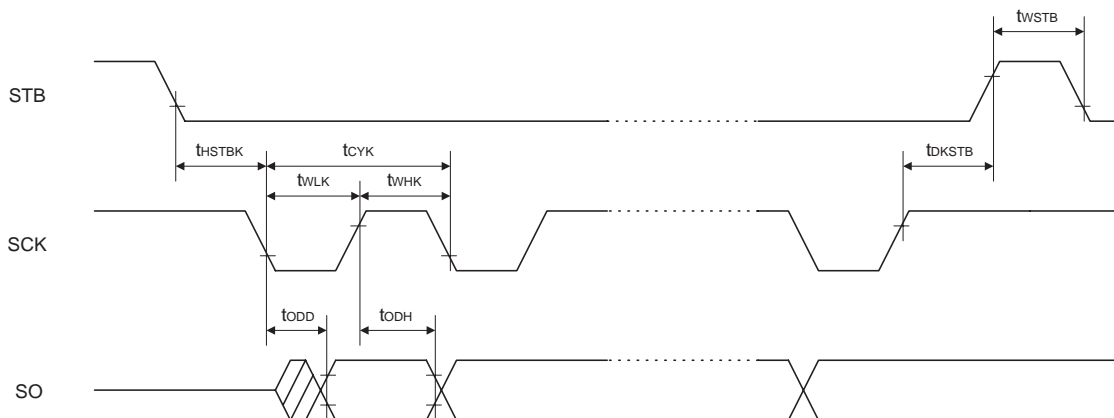 tWSTB
STB
tHSTBK
tCYK
tDKSTB
tWLK
tWHK
SCK
tODD
tODH
SO